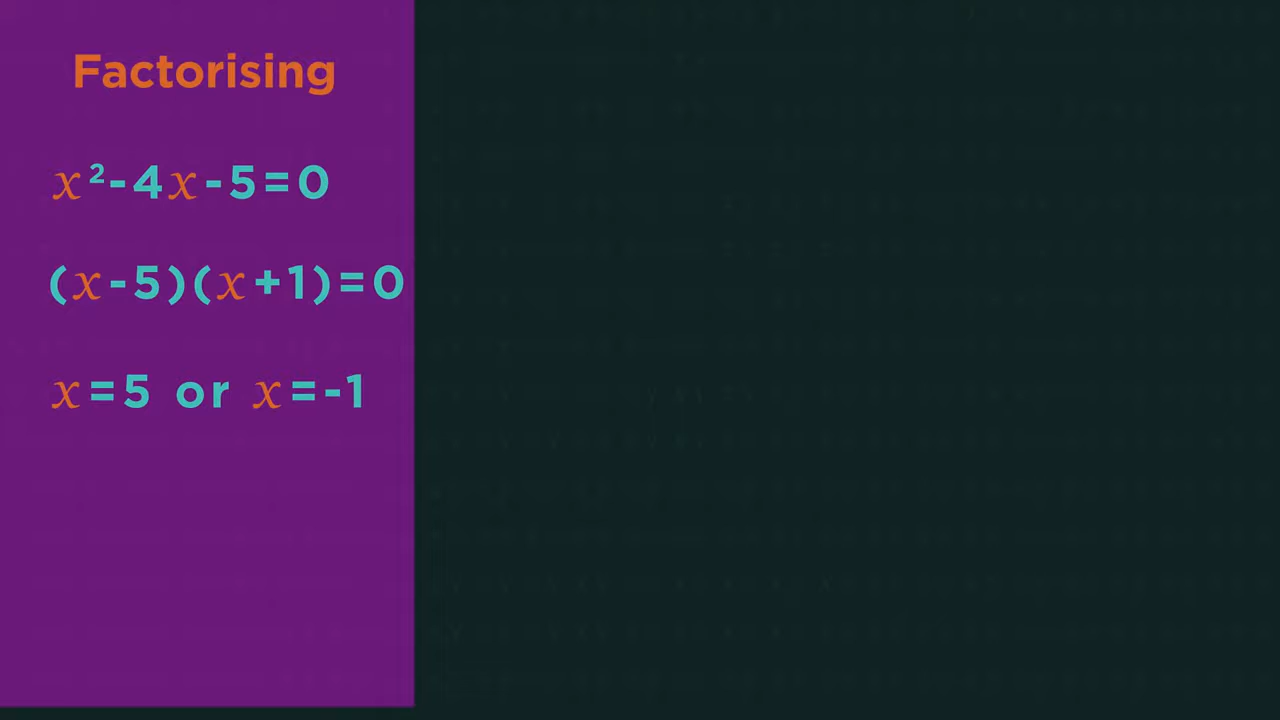 Factorising
x²-4x-5=0
(x-5)(x+1)=0
x=5 or x=-1